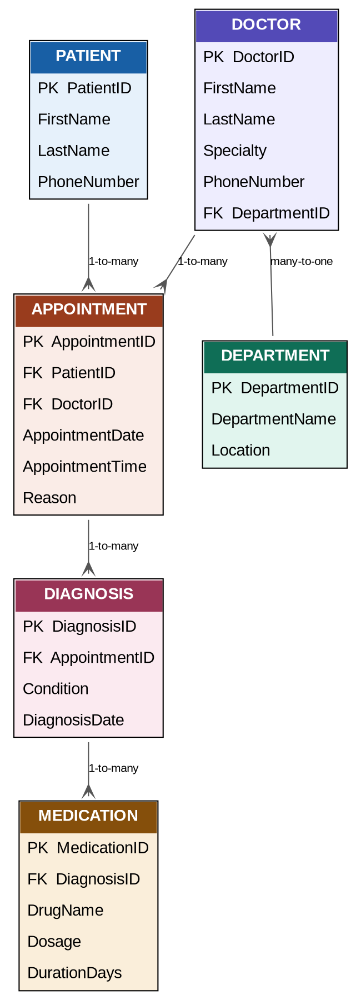 PATIENT
PK PatientID
FirstName
LastName
PhoneNumber
DOCTOR
PK DoctorID
FirstName
LastName
Specialty
PhoneNumber
FK DepartmentID
1-to-many
1-to-many
many-to-one
APPOINTMENT
PK AppointmentID
FK PatientID
FK DoctorID
AppointmentDate
AppointmentTime
Reason
DEPARTMENT
PK DepartmentID
DepartmentName
Location
1-to-many
DIAGNOSIS
PK DiagnosisID
FK AppointmentID
Condition
DiagnosisDate
1-to-many
MEDICATION
PK MedicationID
FK DiagnosisID
DrugName
Dosage
DurationDays